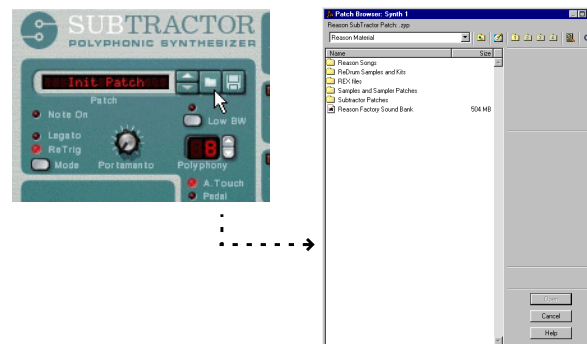 SUBTRACTOR
POLYPHONIC SYNTHESIZER
Init Patch
Patch
Note On
Low BW
Legato
ReTrig
8
Mode
Portamento
Polyphony
A.Touch
Pedal
Patch Browser: Synth 1
Reason SubTractor Patch: .zyp
Reason Material
Name
Size
Reason Songs
ReDrum Samples and Kits
REX files
Samples and Sampler Patches
Subtractor Patches
Reason Factory Sound Bank
504 MB
Open
Cancel
Help